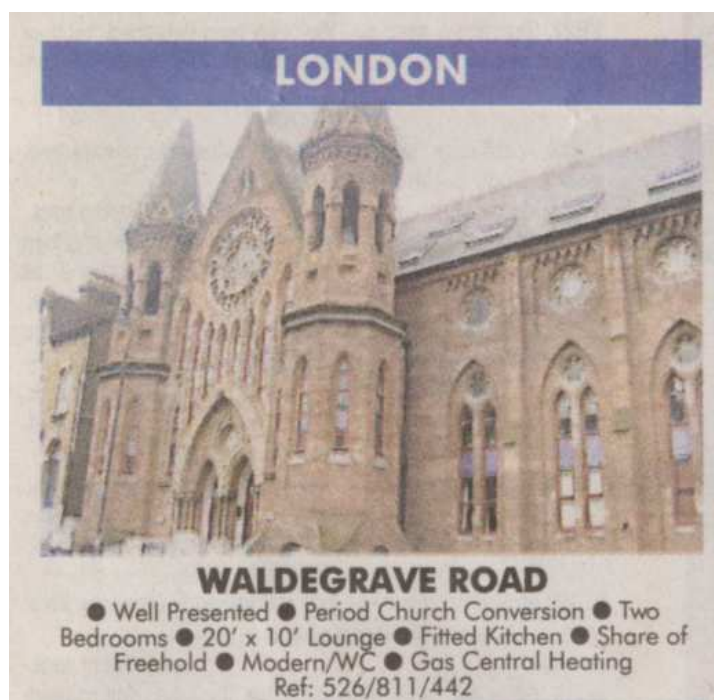 LONDON
WALDEGRAVE ROAD
● Well Presented ● Period Church Conversion ● Two
Bedrooms ● 20' x 10' Lounge ● Fitted Kitchen ● Share of
Freehold ● Modern/WC ● Gas Central Heating
Ref: 526/811/442